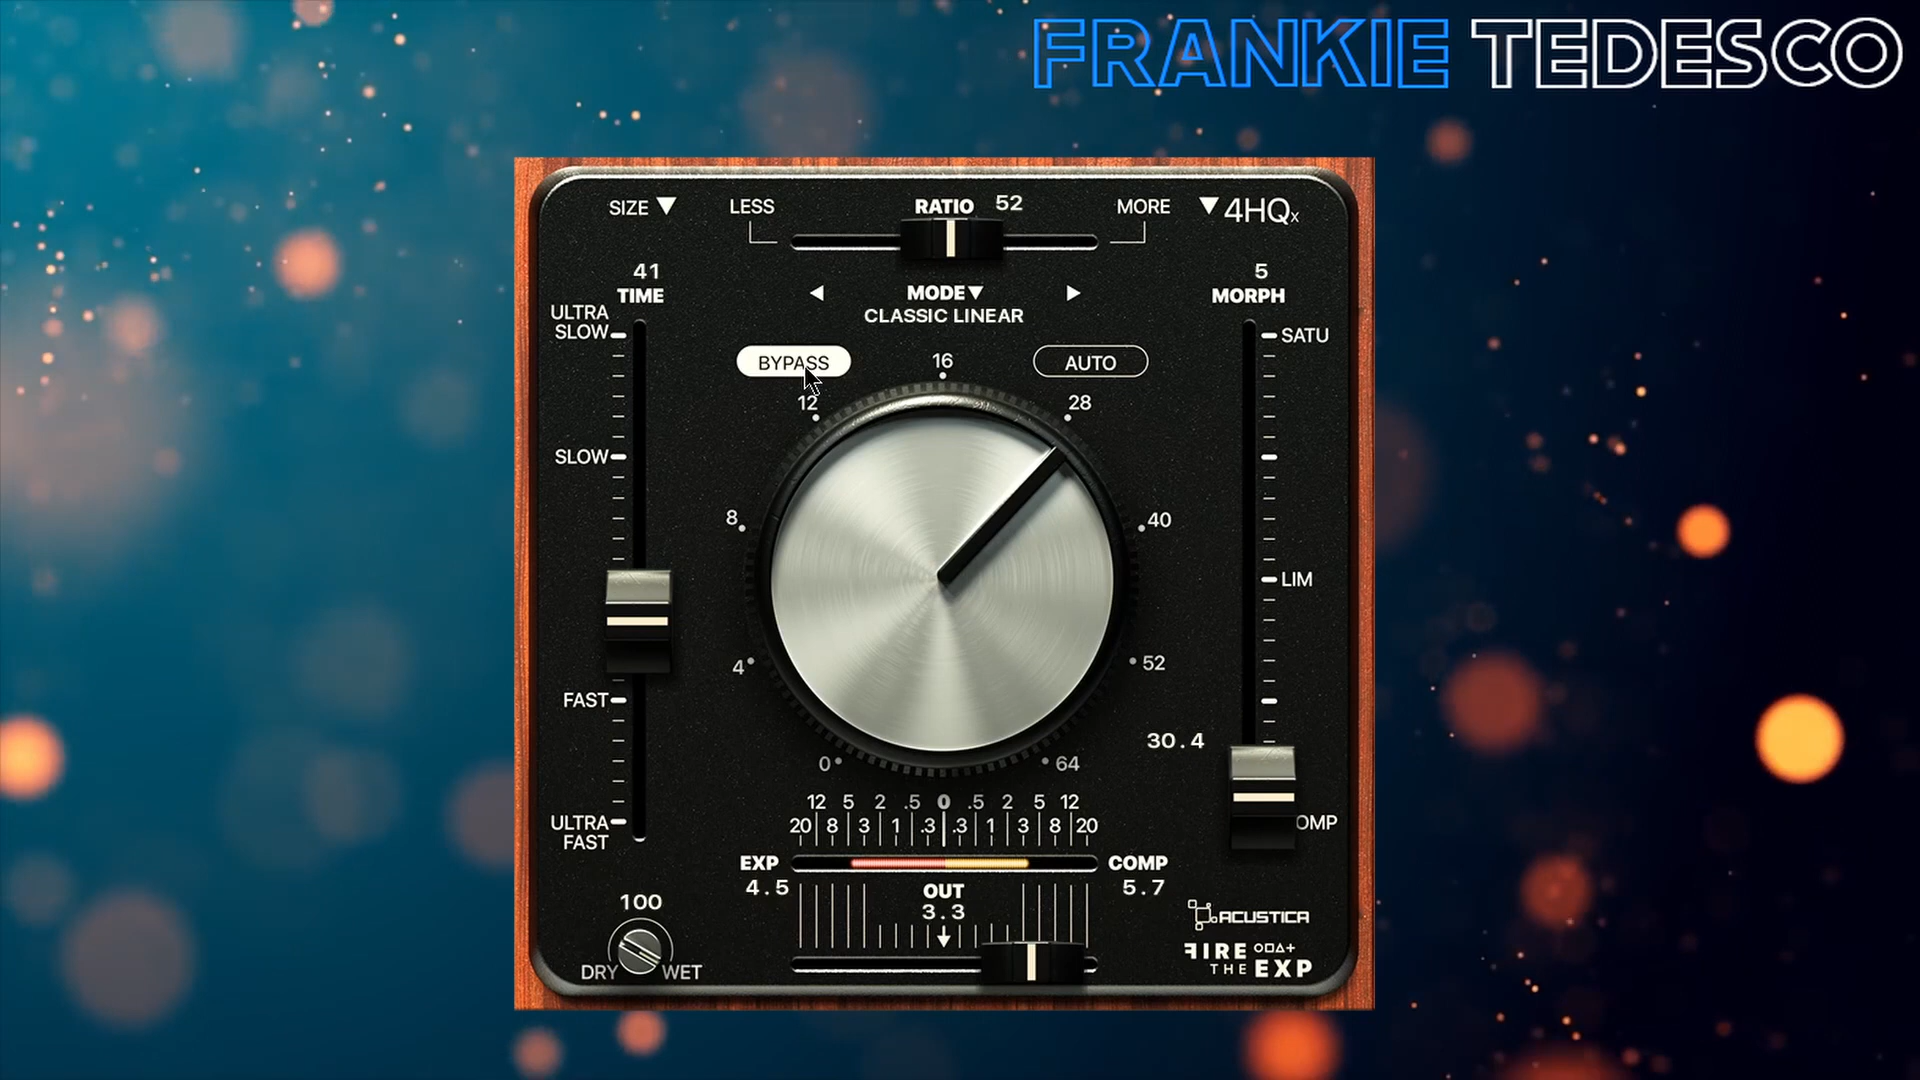 FRANKIE TEDESCO
SIZE LESS RATIO 52 MORE 4HQx
41
TIME
MODE
CLASSIC LINEAR
5
MORPH
ULTRA
SLOW
SATU
BYPASS
16
AUTO
12
28
SLOW
8
40
LIM
4
52
FAST
30.4
0
64
12 5 2 .5 0 .5 2 5 12
20 8 3 1 .3 .3 1 3 8 20
ULTRA
FAST
OMP
EXP
COMP
4.5
OUT
5.7
3.3
100
DRY WET
ACUSTICA
FIRE
THE EXP